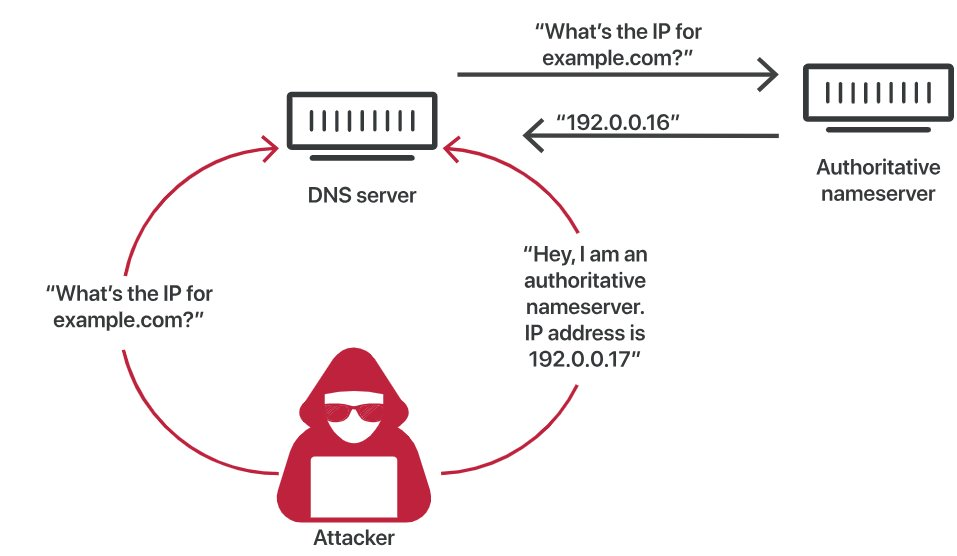 “What’s the IP for
example.com?”
“192.0.0.16”
Authoritative
nameserver
DNS server
“What’s the IP for
example.com?”
“Hey, I am an
authoritative
nameserver.
IP address is
192.0.0.17”
Attacker